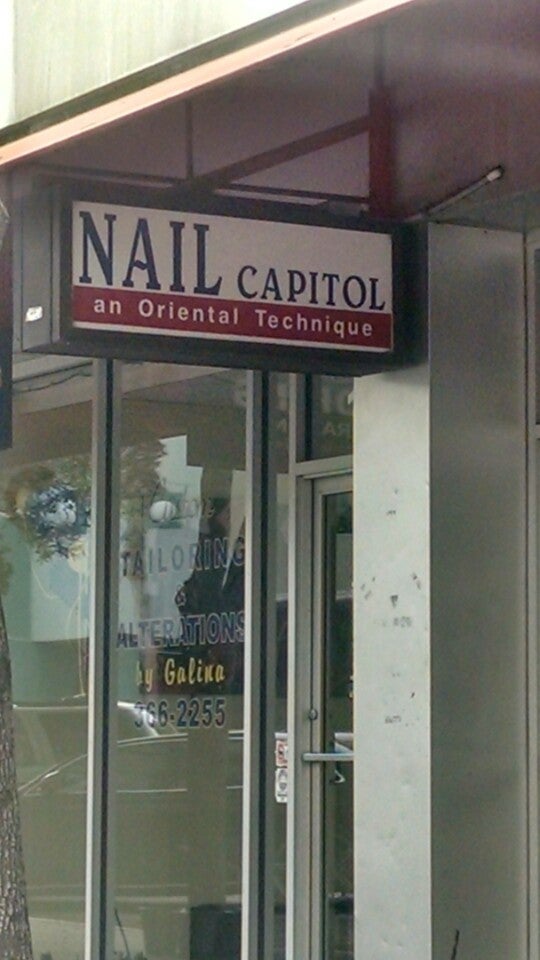 NAIL CAPITOL
an Oriental Technique
TAILORING
&
ALTERATIONS
by Galina
366-2255